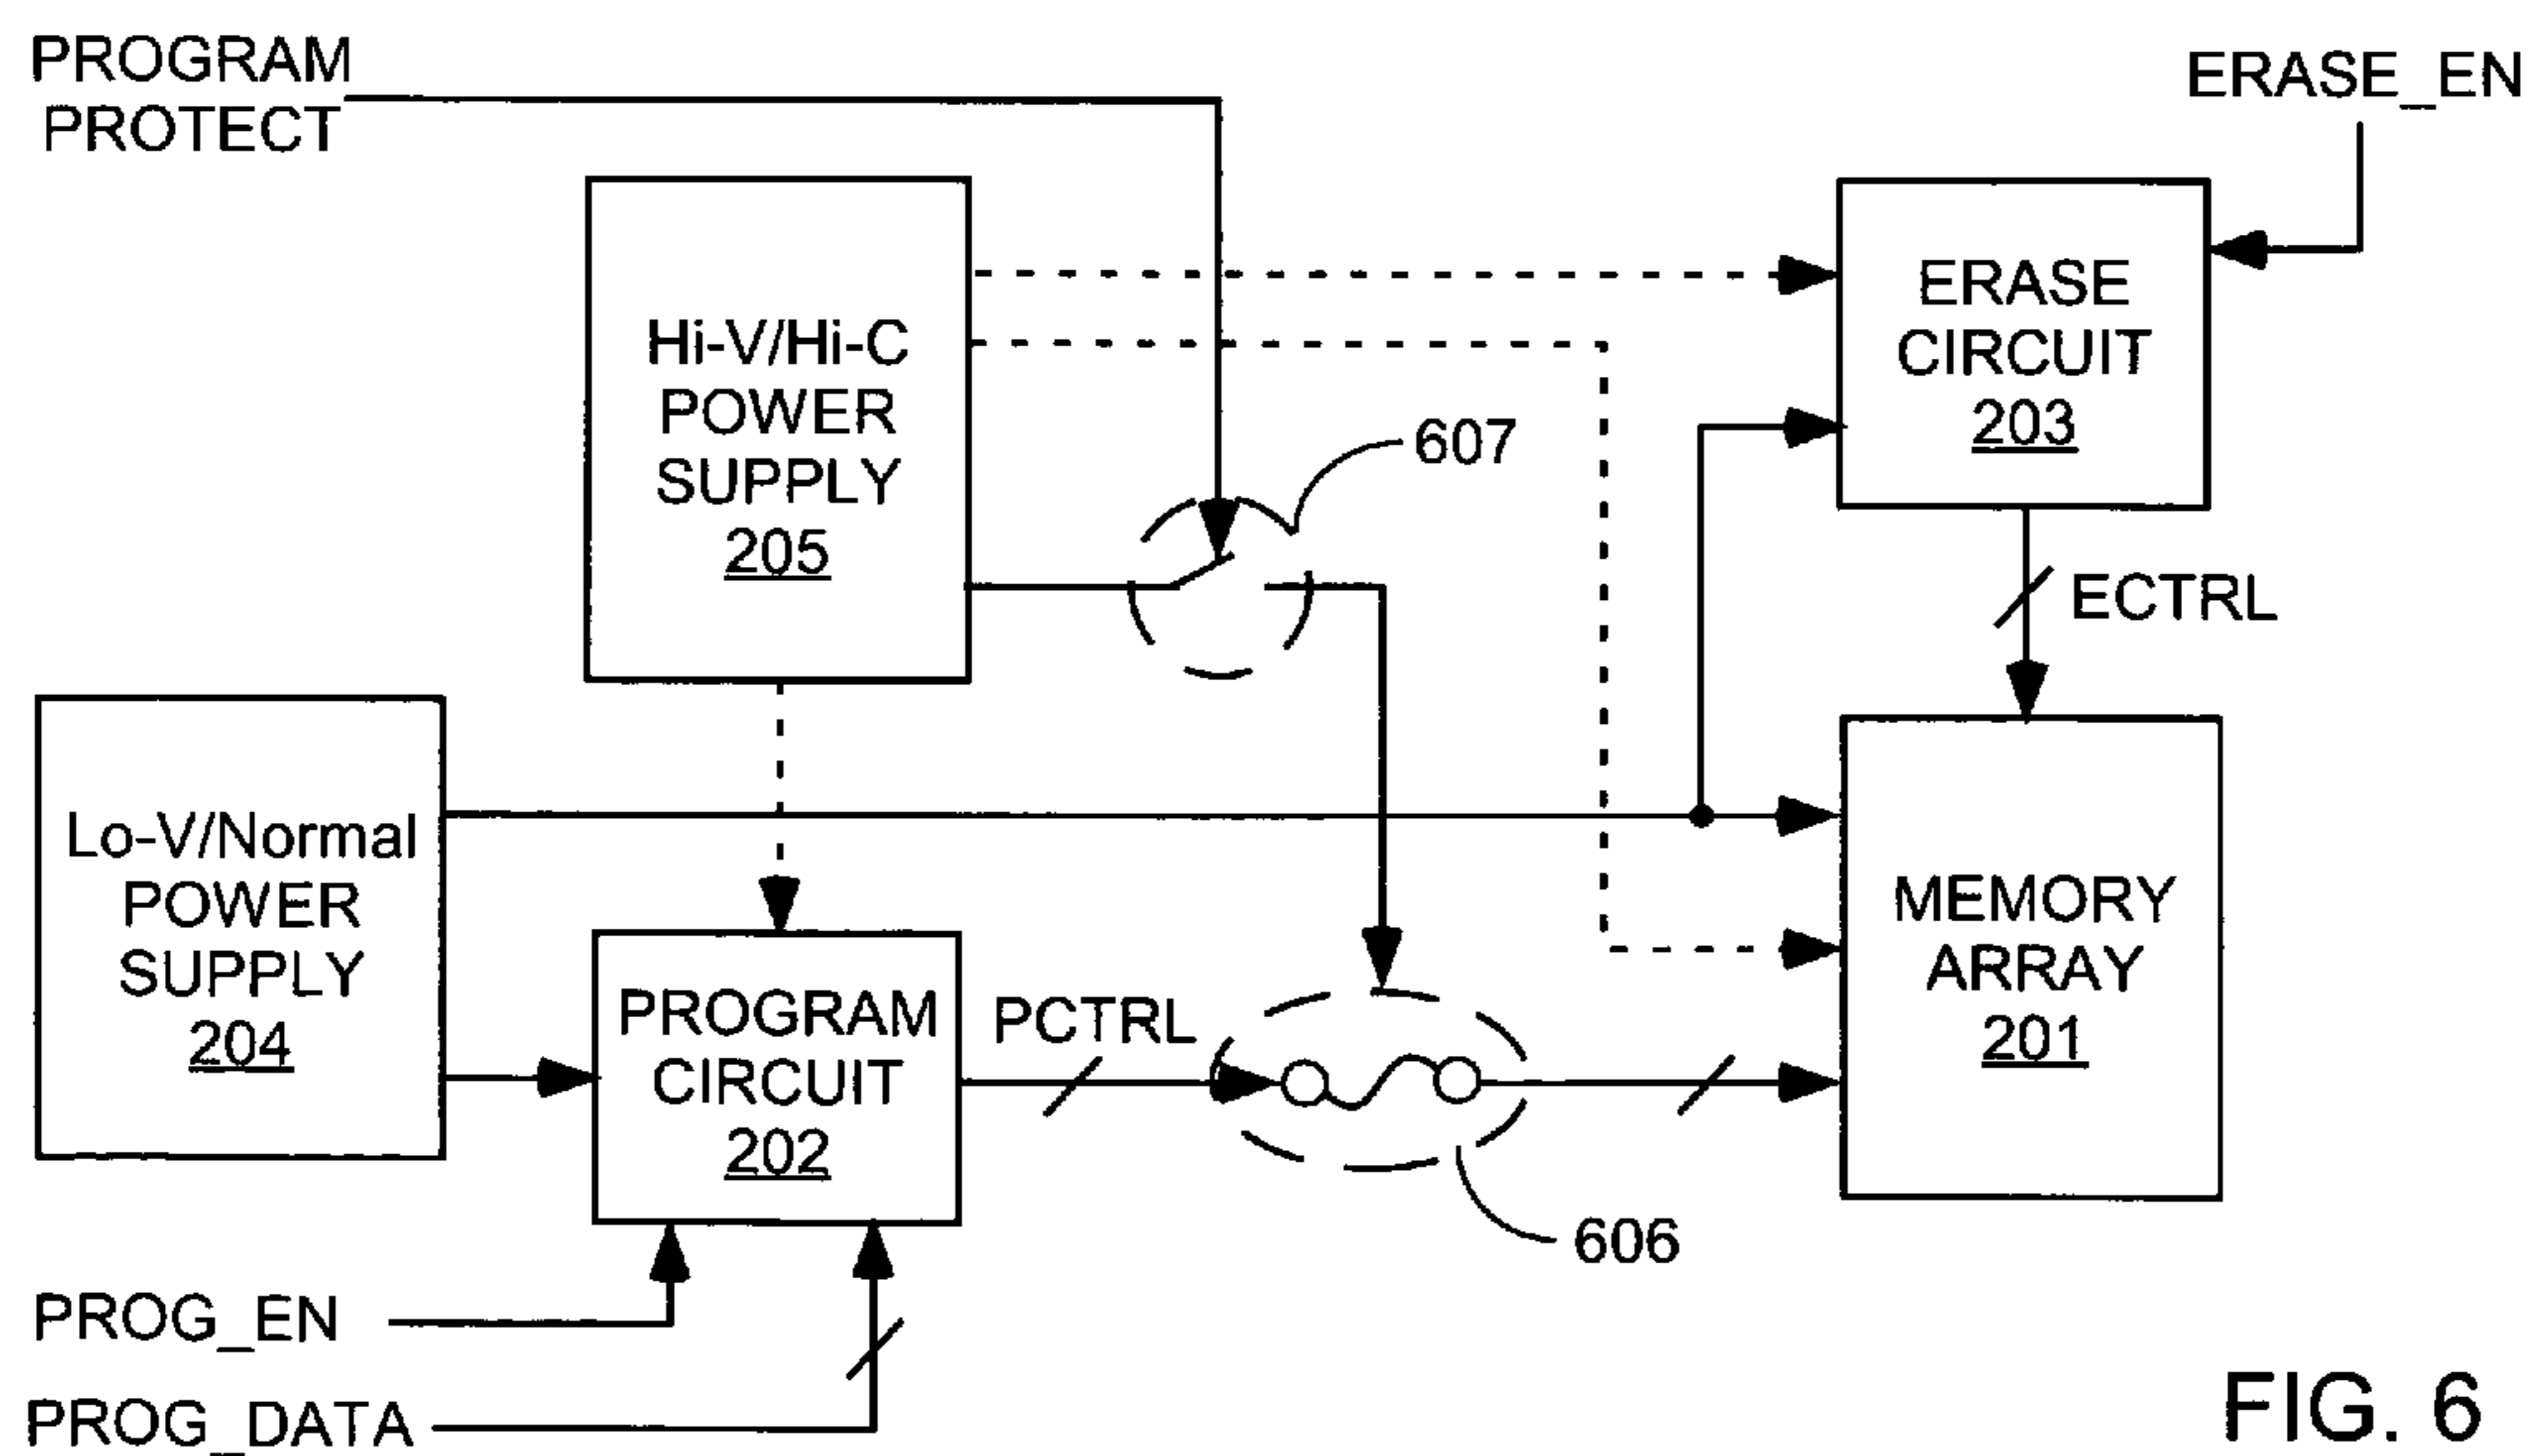 PROGRAM
PROTECT
ERASE_EN
Hi-V/Hi-C
POWER
SUPPLY
205
ERASE
CIRCUIT
203
607
ECTRL
Lo-V/Normal
POWER
SUPPLY
204
PROGRAM
CIRCUIT
202
PCTRL
MEMORY
ARRAY
201
606
PROG_EN
PROG_DATA
FIG. 6